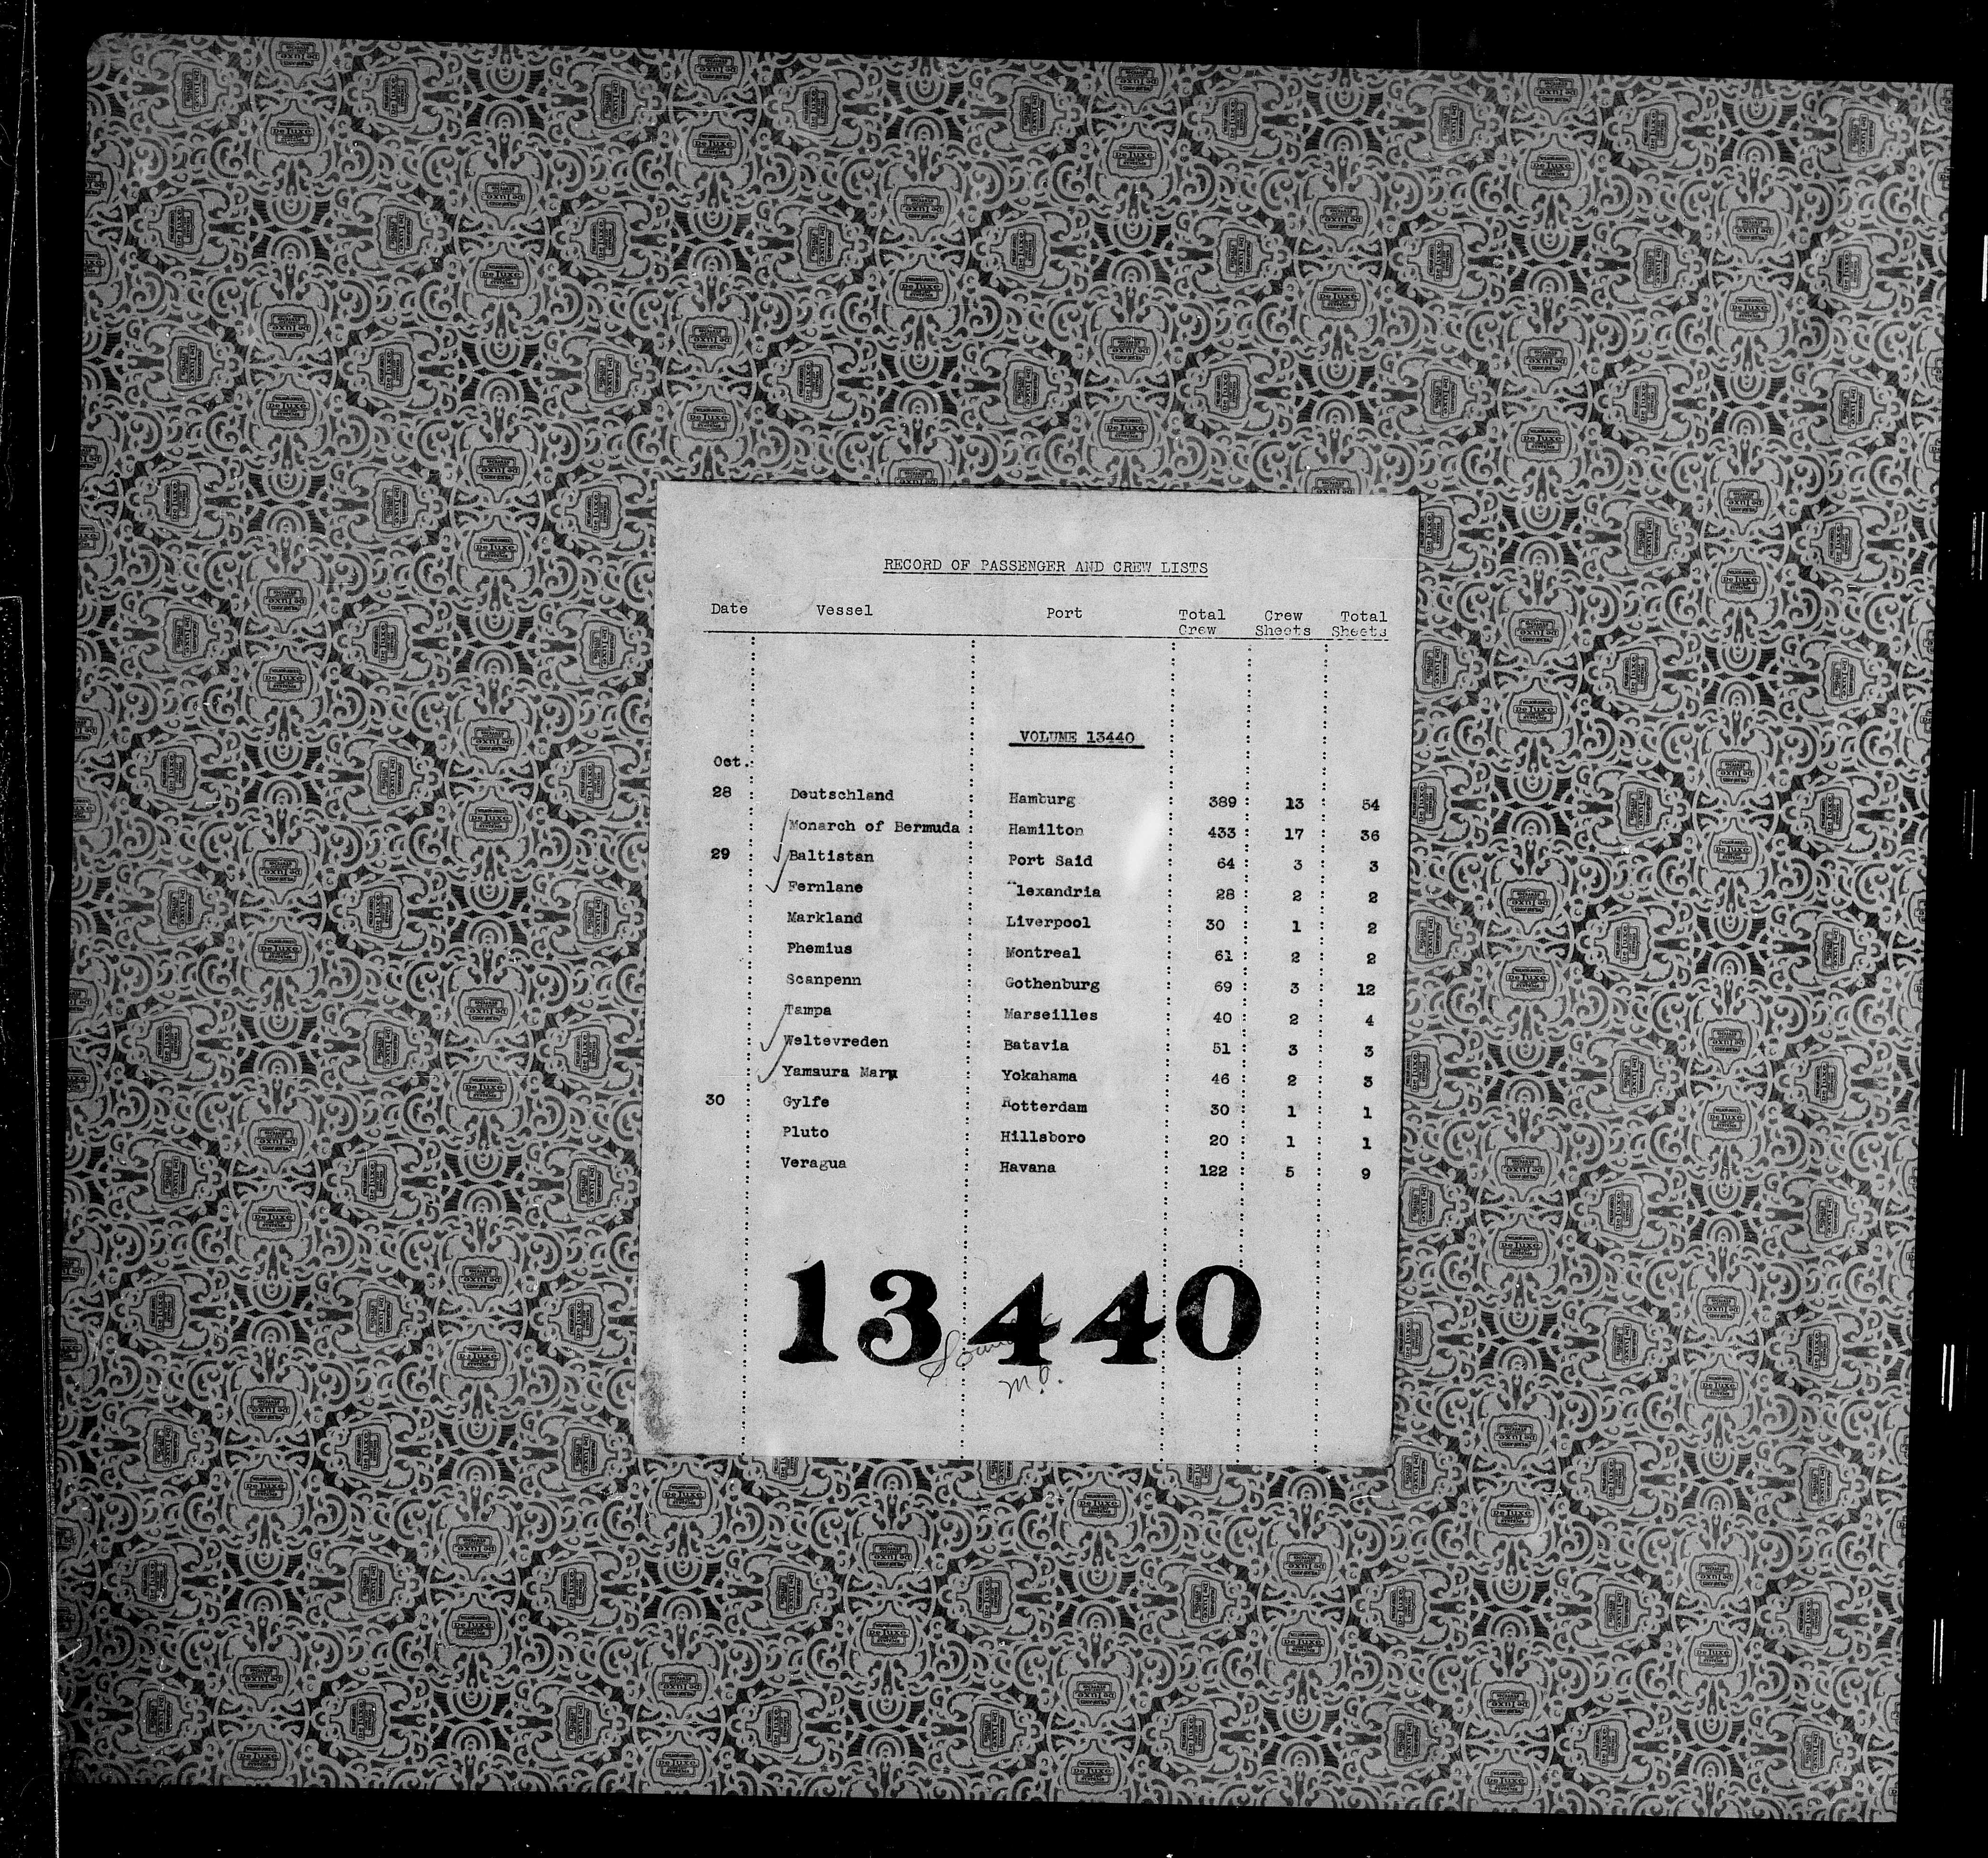 RECORD OF PASSENGER AND CREW LISTS
Date Vessel Port Total Crew Crew Sheets Total Sheets
VOLUME 13440
Oct.
28 : Deutschland : Hamburg : 389 : 13 : 54
: Monarch of Bermuda : Hamilton : 433 : 17 : 36
29 : Baltistan : Port Said : 64 : 3 : 3
: Fernlane : lexandria : 28 : 2 : 2
: Markland : Liverpool : 30 : 1 : 2
: Phemius : Montreal : 61 : 2 : 2
: Scanpenn : Gothenburg : 69 : 3 : 12
: Tampa : Marseilles : 40 : 2 : 4
: Weltevreden : Batavia : 51 : 3 : 3
: Yamaura Maru : Yokahama : 46 : 2 : 3
30 : Gylfe : Rotterdam : 30 : 1 : 1
: Pluto : Hillsboro : 20 : 1 : 1
: Veragua : Havana : 122 : 5 : 9
13440
m.O.
De Luxe